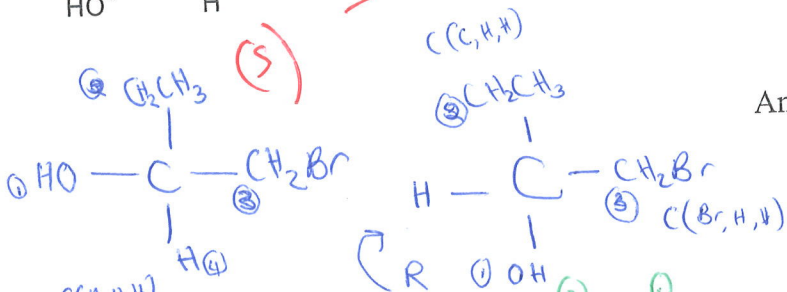 HO H
(S)
C(C,H,H)
② CH₂CH₃
② CH₂CH₃
An
① HO — C — CH₂Br
③
H — C — CH₂Br
③ C(Br,H,H)
H④
R ① OH